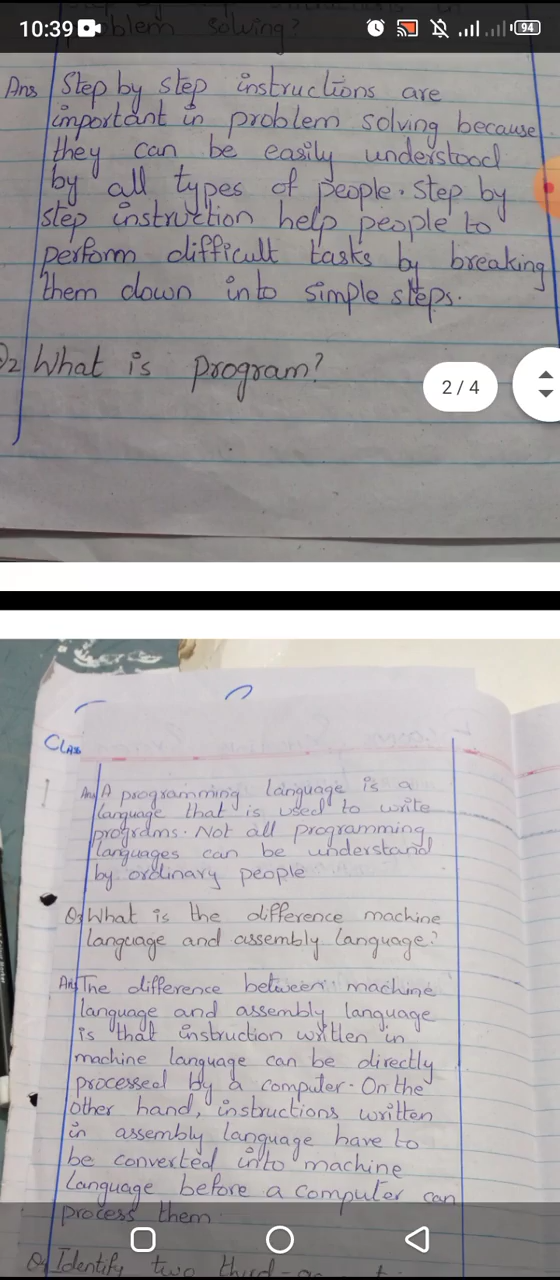 10:39
94
problem solving?
Ans Step by step instructions are
important in problem solving because
they can be easily understood
by all types of people. Step by
step instruction help people to
perform difficult tasks by breaking
them down into simple steps.
Q2 What is program?
2/4
Class
Ans A programming language is a
language that is used to write
programs. Not all programming
languages can be understand
by ordinary people
Q3 What is the difference machine
language and assembly language?
Ans The difference between machine
language and assembly language
is that instruction written in
machine language can be directly
processed by a computer. On the
other hand, instructions written
in assembly language have to
be converted into machine
language before a computer can
process them.
Identify two third-